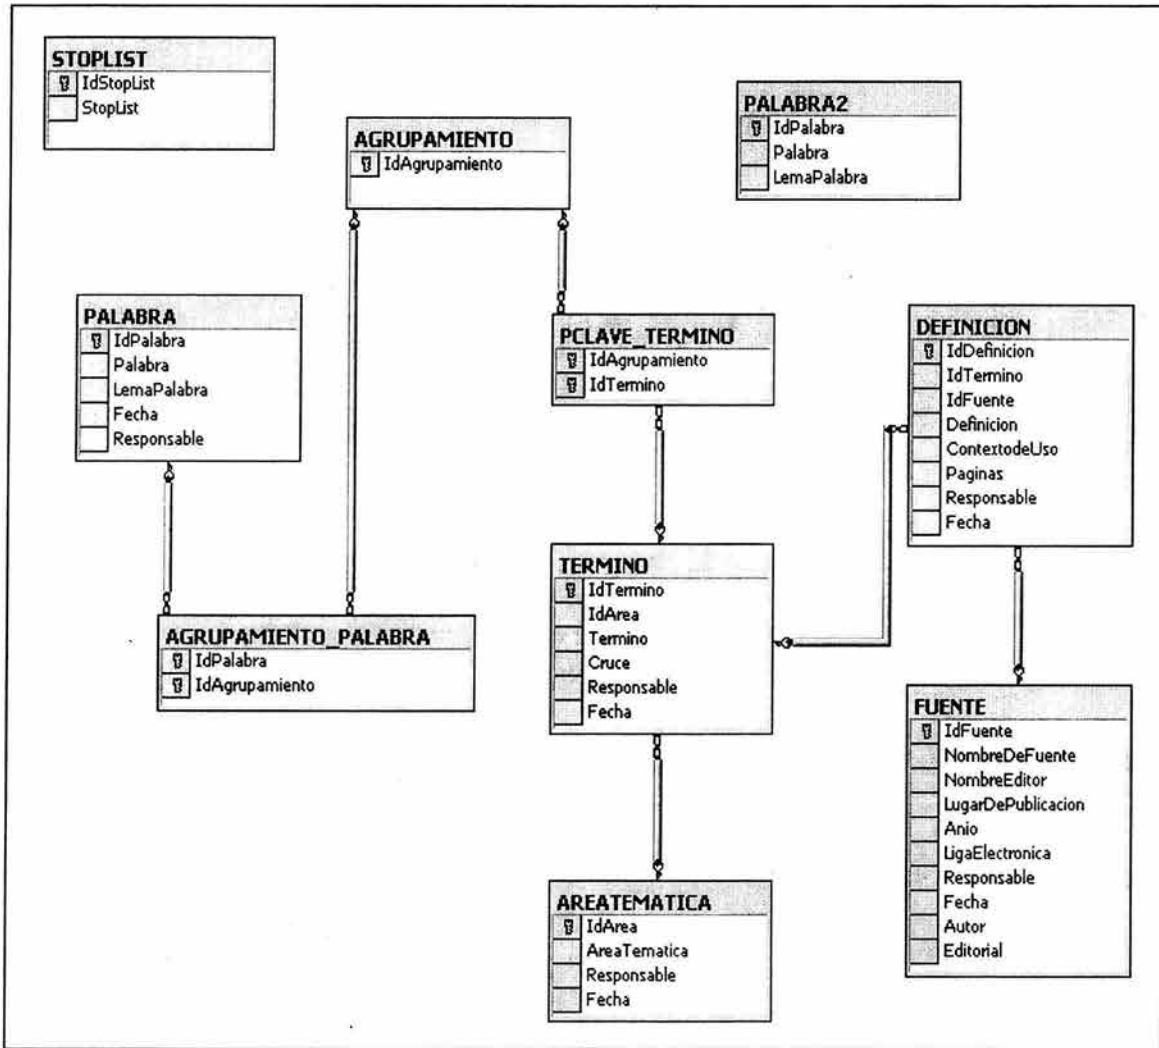 STOPLIST
IdStopList
StopList
PALABRA2
IdPalabra
Palabra
LemaPalabra
AGRUPAMIENTO
IdAgrupamiento
PALABRA
IdPalabra
Palabra
LemaPalabra
Fecha
Responsable
PCLAVE_TERMINO
IdAgrupamiento
IdTermino
DEFINICION
IdDefinicion
IdTermino
IdFuente
Definicion
ContextodeUso
Paginas
Responsable
Fecha
TERMINO
IdTermino
IdArea
Termino
Cruce
Responsable
Fecha
AGRUPAMIENTO_PALABRA
IdPalabra
IdAgrupamiento
FUENTE
IdFuente
NombreDeFuente
NombreEditor
LugarDePublicacion
Anio
LigaElectronica
Responsable
Fecha
Autor
Editorial
AREATEMATICA
IdArea
AreaTematica
Responsable
Fecha